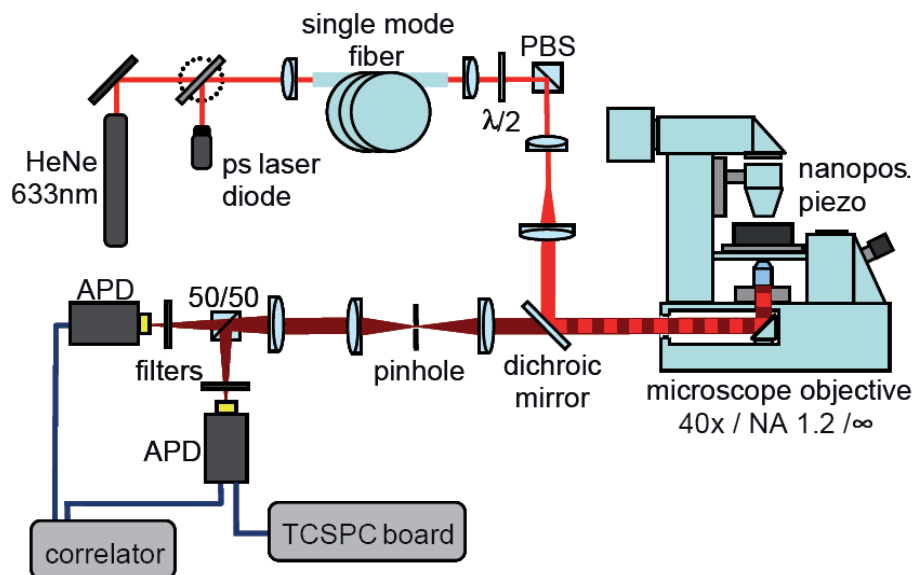 single mode
fiber
PBS
λ/2
HeNe
633nm
ps laser
diode
nanopos.
piezo
APD
50/50
filters
pinhole
dichroic
mirror
microscope objective
40x / NA 1.2 /∞
APD
correlator
TCSPC board